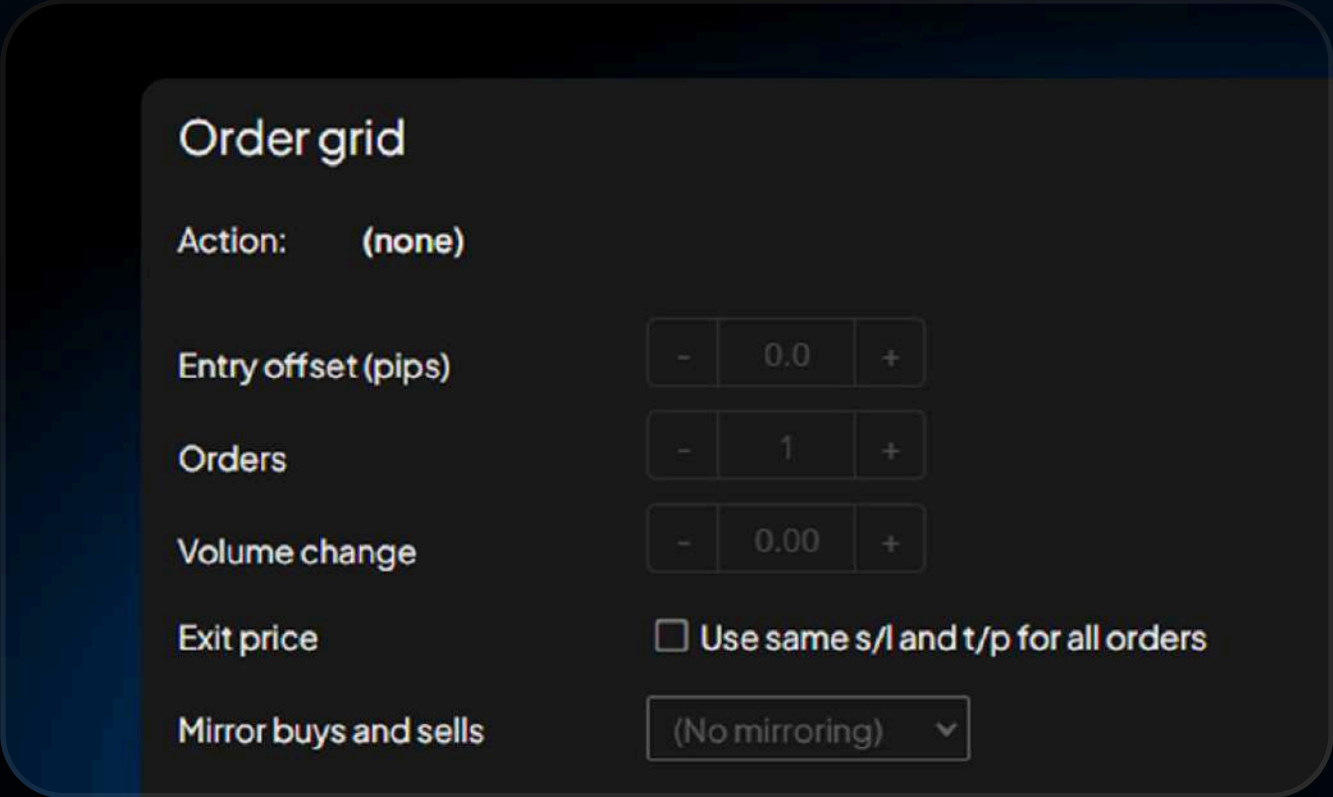 Order grid
Action: (none)
Entry offset (pips) - 0.0 +
Orders - 1 +
Volume change - 0.00 +
Exit price Use same s/l and t/p for all orders
Mirror buys and sells (No mirroring)